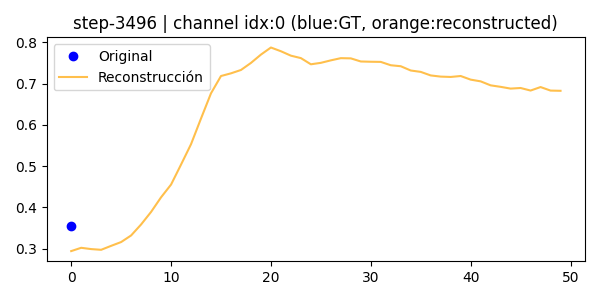 step-3496 | channel idx:0 (blue:GT, orange:reconstructed)
Original
Reconstrucción
0.8
0.7
0.6
0.5
0.4
0.3
0 10 20 30 40 50